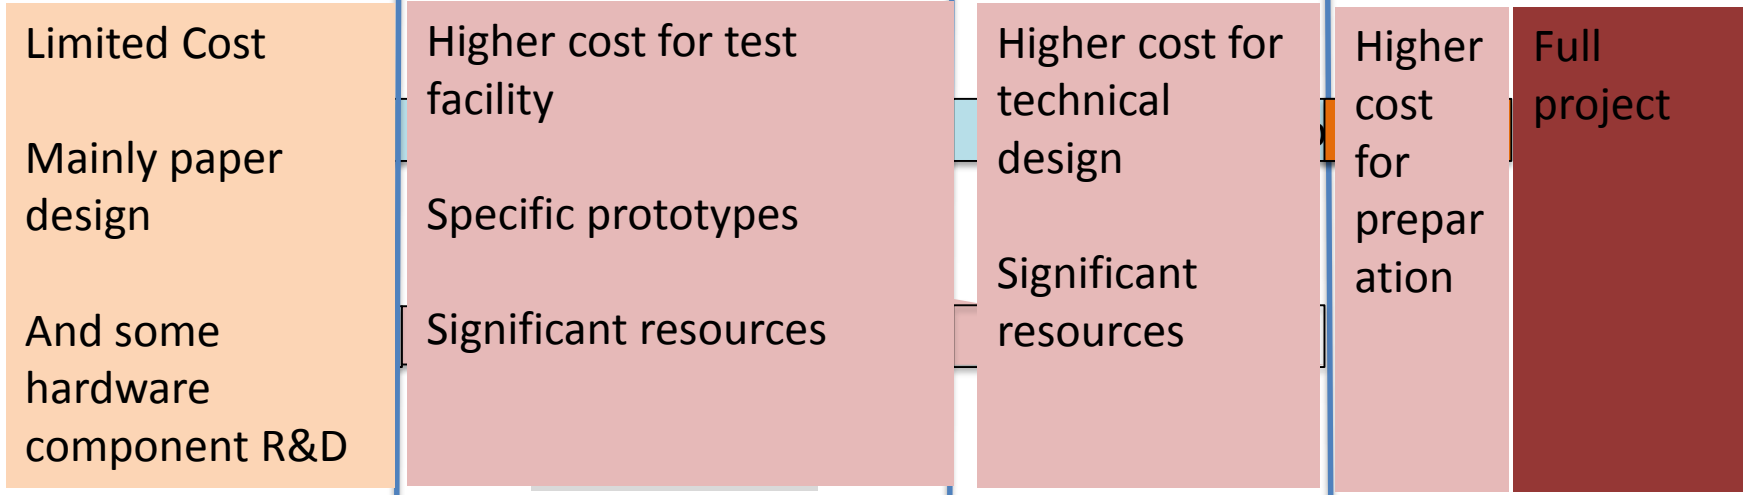 Limited Cost
Mainly paper
design
And some
hardware
component R&D
Higher cost for test
facility
Specific prototypes
Significant resources
Higher cost for
technical
design
Significant
resources
Higher
cost
for
prepar
ation
Full
project